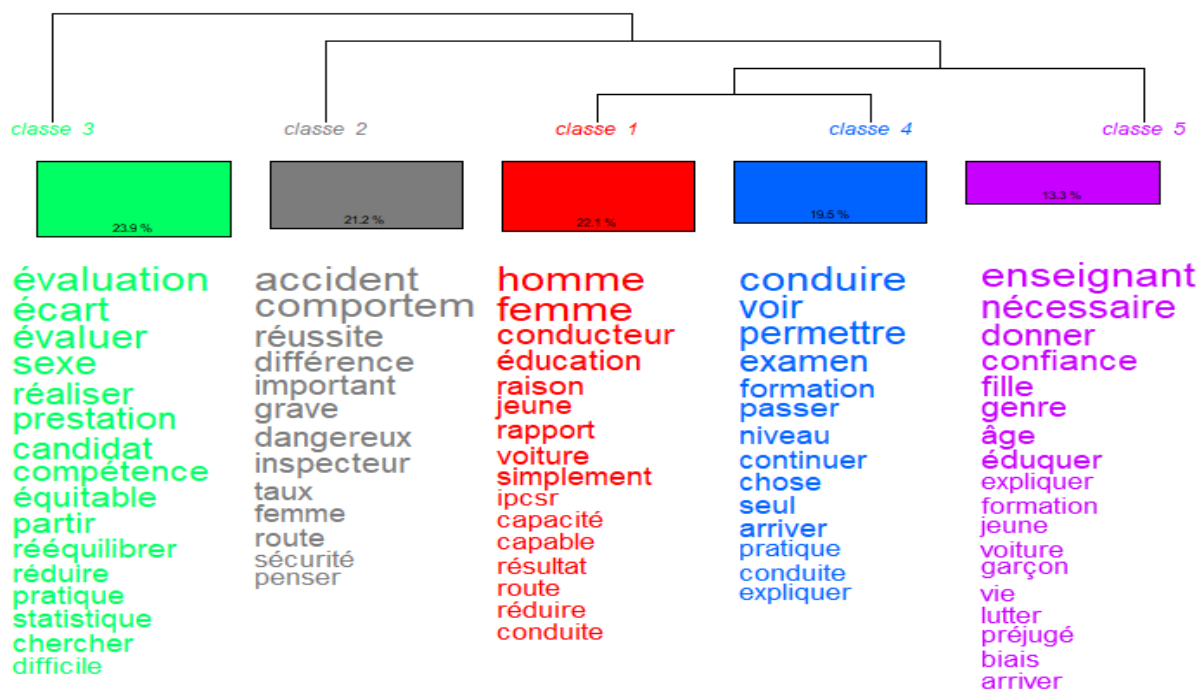 classe 3
classe 2
classe 1
classe 4
classe 5
23.9 %
21.2 %
22.1 %
19.5 %
13.3 %
évaluation
écart
évaluer
sexe
réaliser
prestation
candidat
compétence
équitable
partir
rééquilibrer
réduire
pratique
statistique
chercher
difficile
accident
comportem
réussite
différence
important
grave
dangereux
inspecteur
taux
femme
route
sécurité
penser
homme
femme
conducteur
éducation
raison
jeune
rapport
voiture
simplement
ipcsr
capacité
capable
résultat
route
réduire
conduite
conduire
voir
permettre
examen
formation
passer
niveau
continuer
chose
seul
arriver
pratique
conduite
expliquer
enseignant
nécessaire
donner
confiance
fille
genre
âge
éduquer
expliquer
formation
jeune
voiture
garçon
vie
lutter
préjugé
biais
arriver